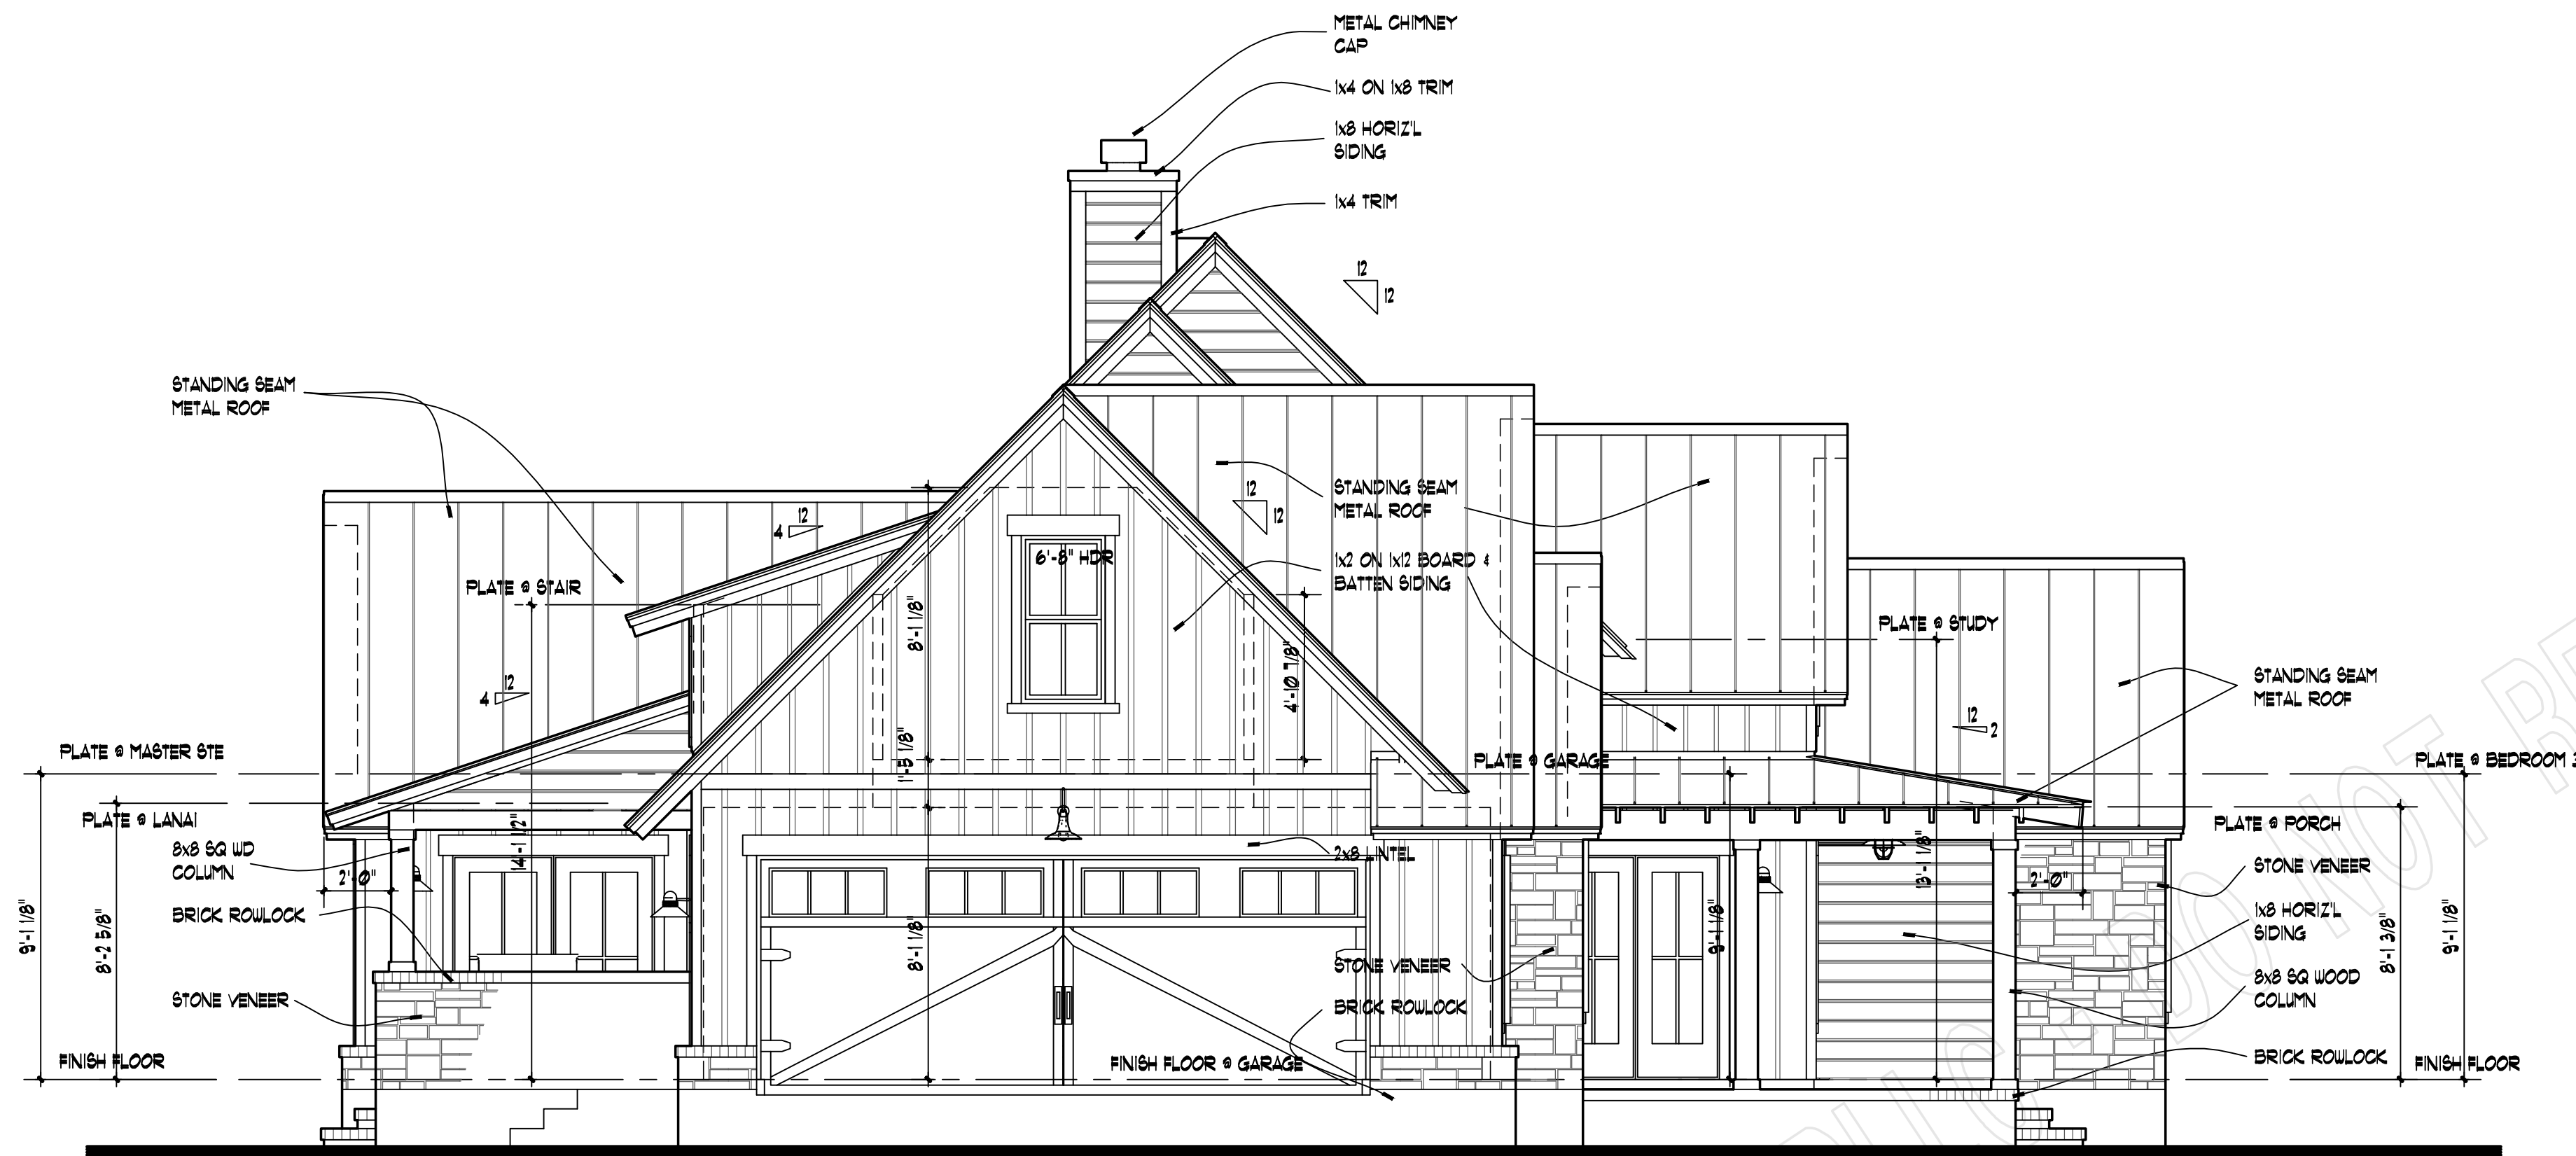 METAL CHIMNEY
CAP
1x4 ON 1x8 TRIM
1x8 HORIZ'L
SIDING
1x4 TRIM
12
12
STANDING SEAM
METAL ROOF
STANDING SEAM
METAL ROOF
12
12
12
4
6'-8" HDR
1x2 ON 1x12 BOARD &
BATTEN SIDING
PLATE @ STAIR
8'-1 1/8"
4'-10 7/8"
PLATE @ STUDY
12
4
STANDING SEAM
METAL ROOF
12
2
PLATE @ MASTER STE
1'-5 1/8"
PLATE @ GARAGE
PLATE @ BEDROOM 3
PLATE @ LANAI
PLATE @ PORCH
8x8 SQ WD
COLUMN
14'-1 1/2"
2x8 LINTEL
13'-1 1/8"
STONE VENEER
2'-0"
2'-0"
BRICK ROWLOCK
1x8 HORIZ'L
SIDING
9'-1 1/8"
8'-2 5/8"
8'-1 1/8"
9'-1 1/8"
8'-1 3/8"
9'-1 1/8"
STONE VENEER
8x8 SQ WOOD
COLUMN
STONE VENEER
BRICK ROWLOCK
FINISH FLOOR
FINISH FLOOR @ GARAGE
BRICK ROWLOCK
FINISH FLOOR
DO NOT